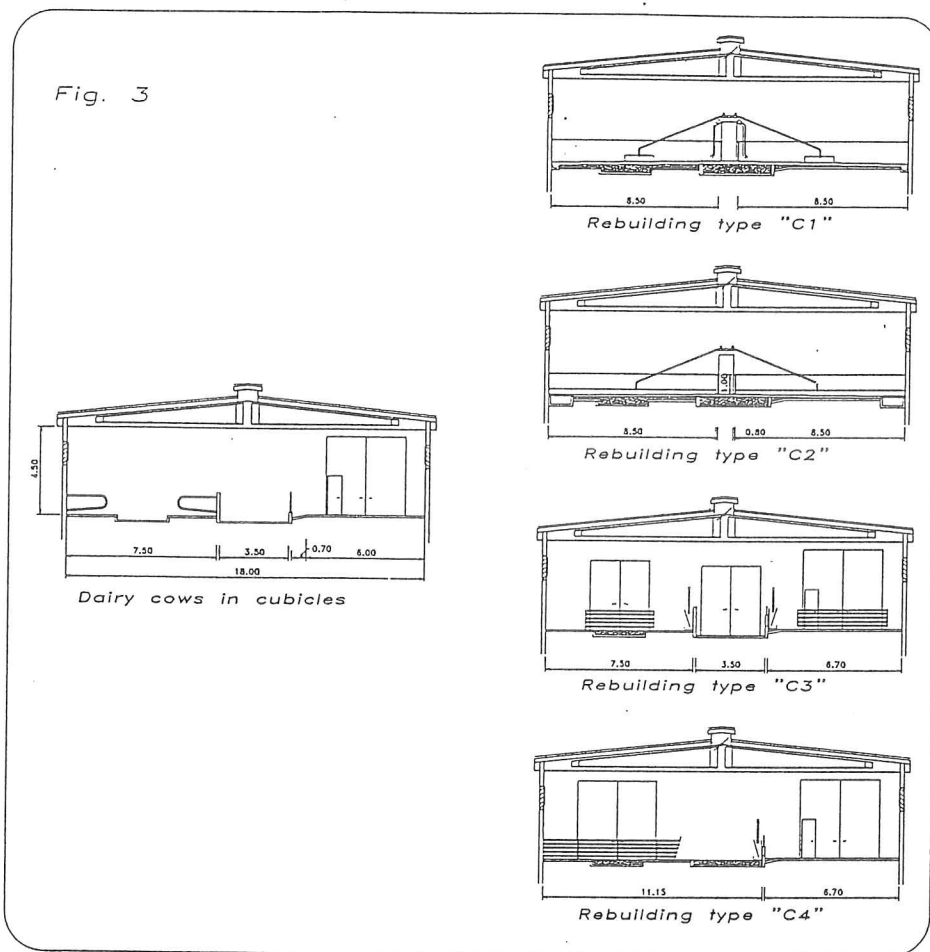 Fig. 3
8.50 8.50
Rebuilding type "C1"
1.00
8.50 0.80 8.50
Rebuilding type "C2"
4.50
7.50 3.50 0.70 6.00
18.00
Dairy cows in cubicles
7.50 3.50 6.70
Rebuilding type "C3"
11.15 6.70
Rebuilding type "C4"